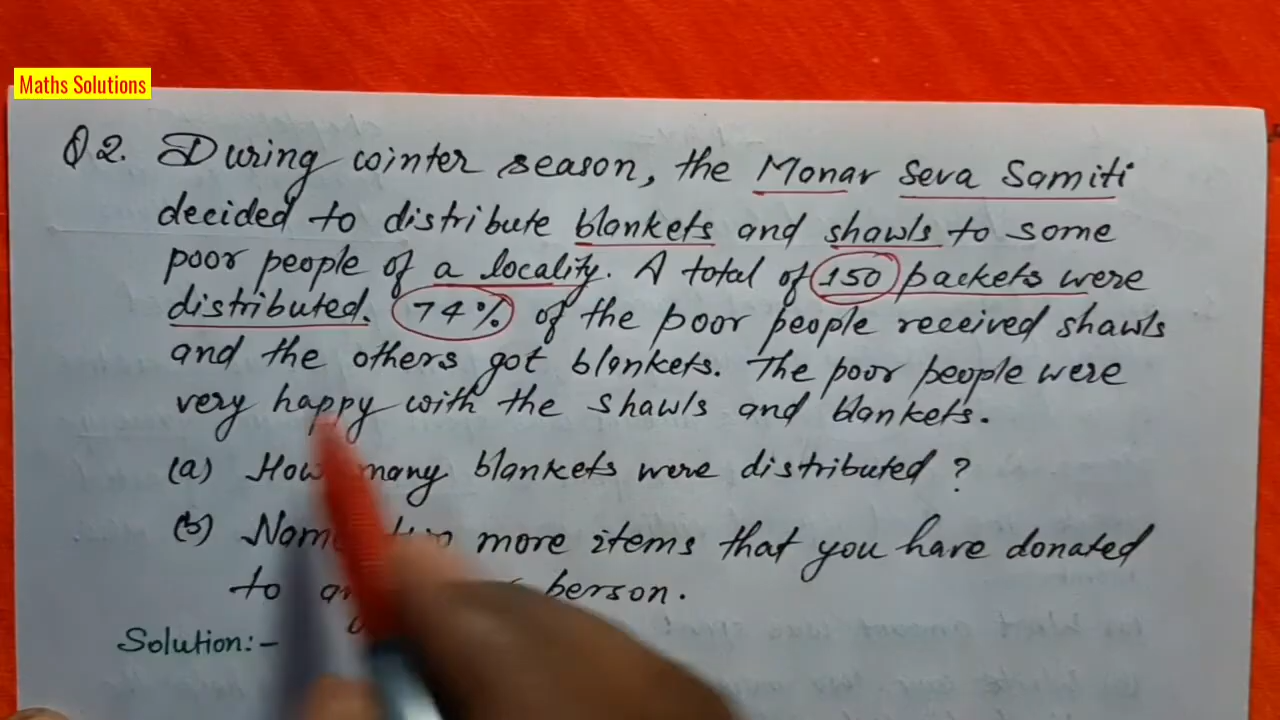 Maths Solutions
Q2. During winter season, the Monar Seva Samiti
decided to distribute blankets and shawls to some
poor people of a locality. A total of 150 packets were
distributed. 74% of the poor people received shawls
and the others got blankets. The poor people were
very happy with the shawls and blankets.
(a) How many blankets were distributed ?
(b) more items that you have donated
to person.
Solution:-